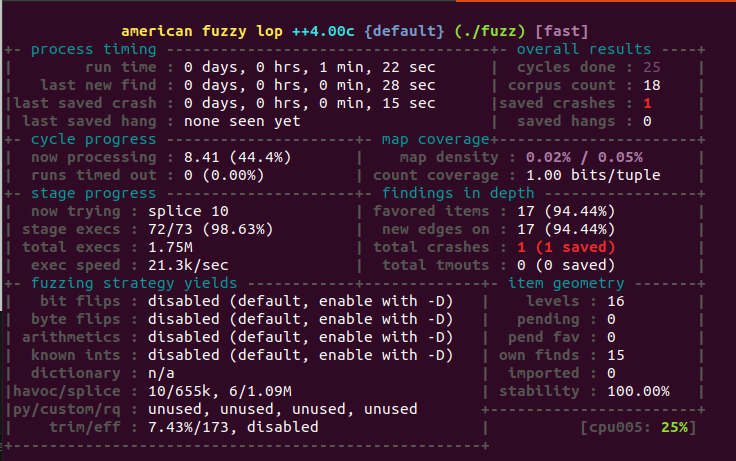 american fuzzy lop ++4.00c {default} (./fuzz) [fast]
+- process timing ------------------------------------+- overall results ----+
|        run time : 0 days, 0 hrs, 1 min, 22 sec      |  cycles done : 25    |
|   last new find : 0 days, 0 hrs, 0 min, 28 sec      | corpus count : 18    |
|last saved crash : 0 days, 0 hrs, 0 min, 15 sec      |saved crashes : 1     |
| last saved hang : none seen yet                     |  saved hangs : 0     |
+- cycle progress ---------------------+- map coverage+----------------------+
|  now processing : 8.41 (44.4%)       |    map density : 0.02% / 0.05%      |
|  runs timed out : 0 (0.00%)          | count coverage : 1.00 bits/tuple    |
+- stage progress ---------------------+- findings in depth -----------------+
|  now trying : splice 10              | favored items : 17 (94.44%)         |
| stage execs : 72/73 (98.63%)         |  new edges on : 17 (94.44%)         |
| total execs : 1.75M                  | total crashes : 1 (1 saved)         |
|  exec speed : 21.3k/sec              |  total tmouts : 0 (0 saved)         |
+- fuzzing strategy yields ------------+-------------+- item geometry -------+
|   bit flips : disabled (default, enable with -D)   |    levels : 16        |
|  byte flips : disabled (default, enable with -D)   |   pending : 0         |
| arithmetics : disabled (default, enable with -D)   |  pend fav : 0         |
|  known ints : disabled (default, enable with -D)   | own finds : 15        |
|  dictionary : n/a                                  |  imported : 0         |
|havoc/splice : 10/655k, 6/1.09M                     | stability : 100.00%   |
|py/custom/rq : unused, unused, unused, unused       +-----------------------+
|    trim/eff : 7.43%/173, disabled                  |          [cpu005: 25%]
+----------------------------------------------------+